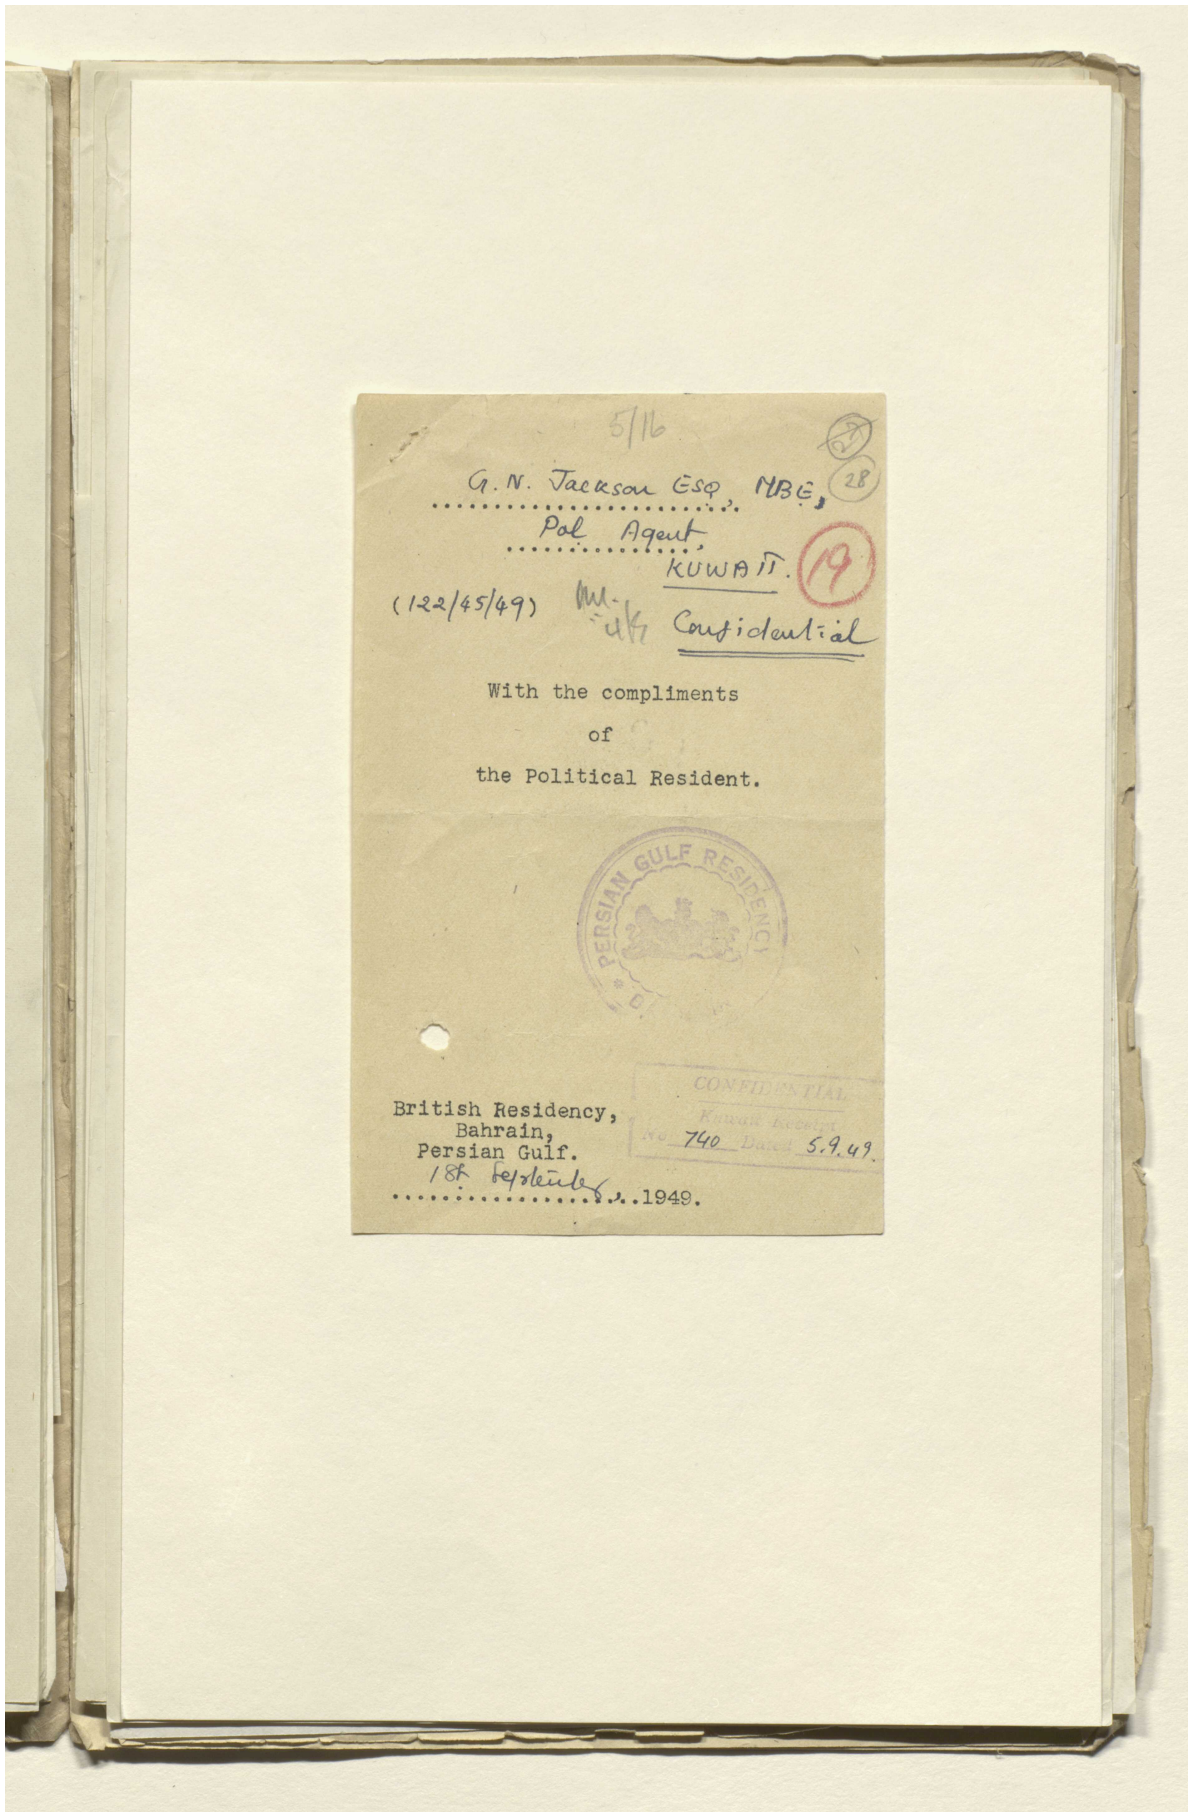 5/16
27
28
G. N. Jackson ESQ, MBE,
Pol Agent,
KUWAIT.
19
(122/45/49)
Confidential
With the compliments
of
the Political Resident.
PERSIAN GULF RESIDENCY
CONFIDENTIAL
Kuwait Receipt
No 740 Dated 5.9.49.
British Residency,
Bahrain,
Persian Gulf.
September
1949.